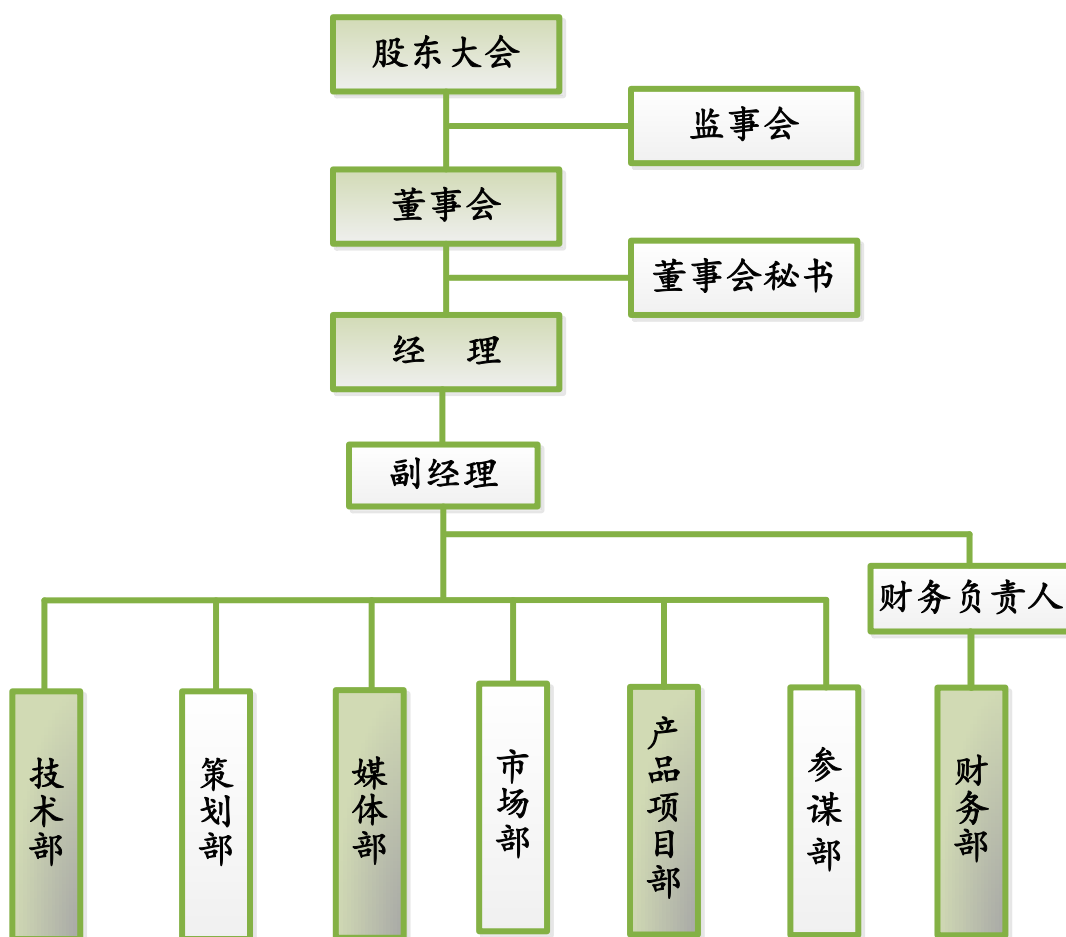 股东大会
监事会
董事会
董事会秘书
经 理
副经理
财务负责人
技术部
策划部
媒体部
市场部
产品项目部
参谋部
财务部